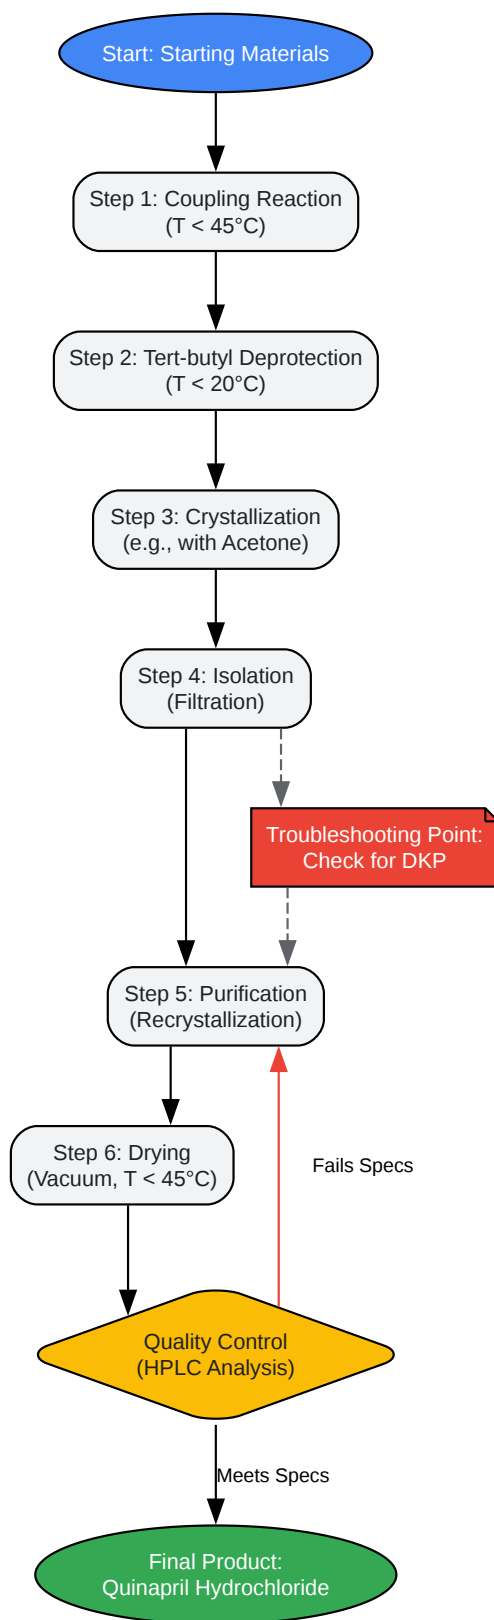 Start: Starting Materials
Step 1: Coupling Reaction
(T < 45°C)
Step 2: Tert-butyl Deprotection
(T < 20°C)
Step 3: Crystallization
(e.g., with Acetone)
Step 4: Isolation
(Filtration)
Troubleshooting Point:
Check for DKP
Step 5: Purification
(Recrystallization)
Step 6: Drying
(Vacuum, T < 45°C)
Fails Specs
Quality Control
(HPLC Analysis)
Meets Specs
Final Product:
Quinapril Hydrochloride